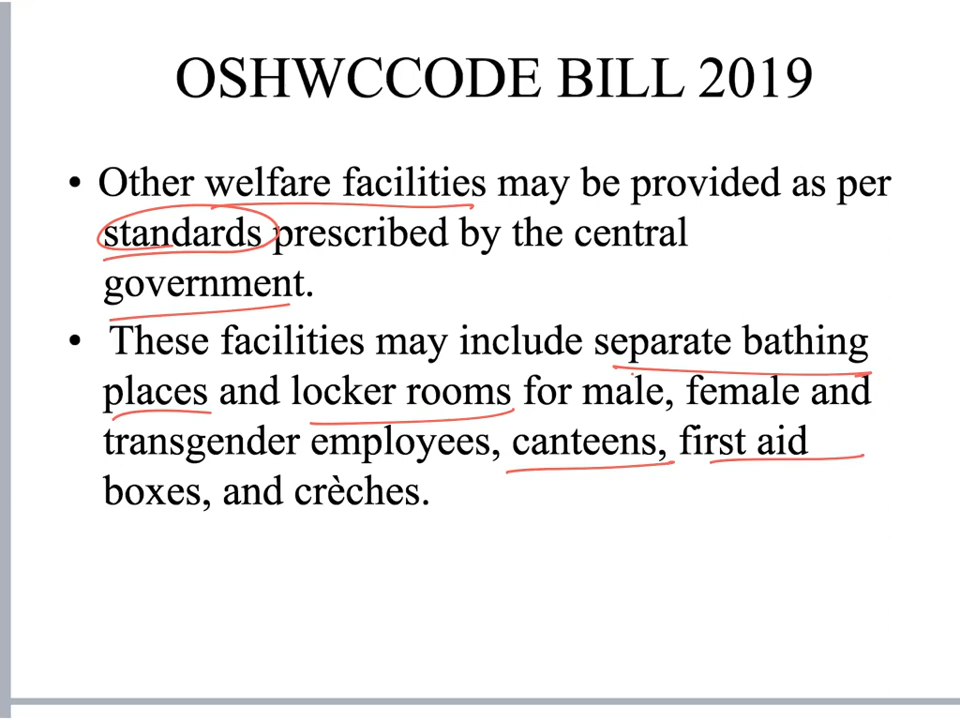 OSHWCCODE BILL 2019
• Other welfare facilities may be provided as per
standards prescribed by the central
government.
• These facilities may include separate bathing
places and locker rooms for male, female and
transgender employees, canteens, first aid
boxes, and crèches.